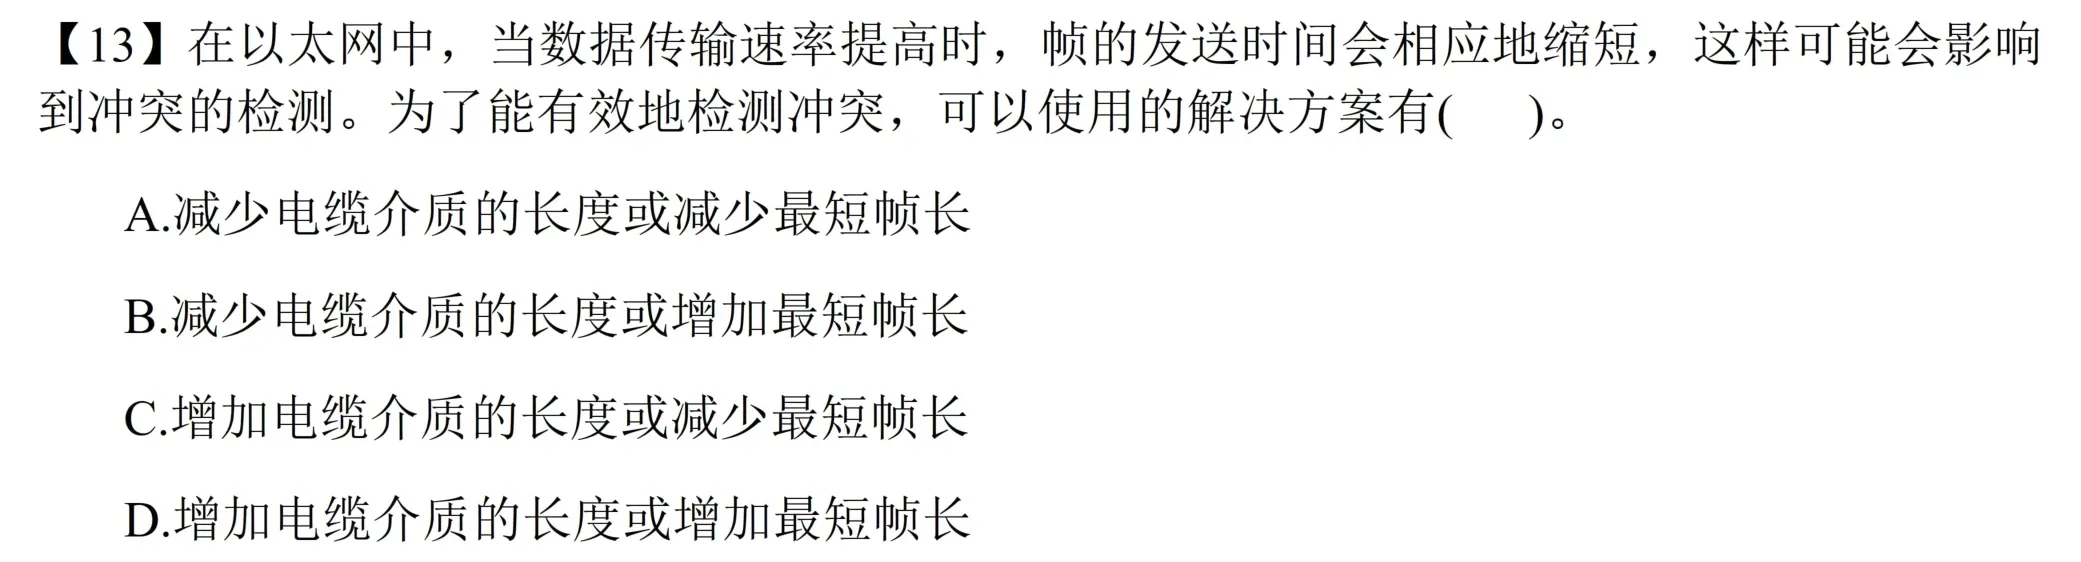 【13】在以太网中，当数据传输速率提高时，帧的发送时间会相应地缩短，这样可能会影响
到冲突的检测。为了能有效地检测冲突，可以使用的解决方案有(　　)。
A.减少电缆介质的长度或减少最短帧长
B.减少电缆介质的长度或增加最短帧长
C.增加电缆介质的长度或减少最短帧长
D.增加电缆介质的长度或增加最短帧长